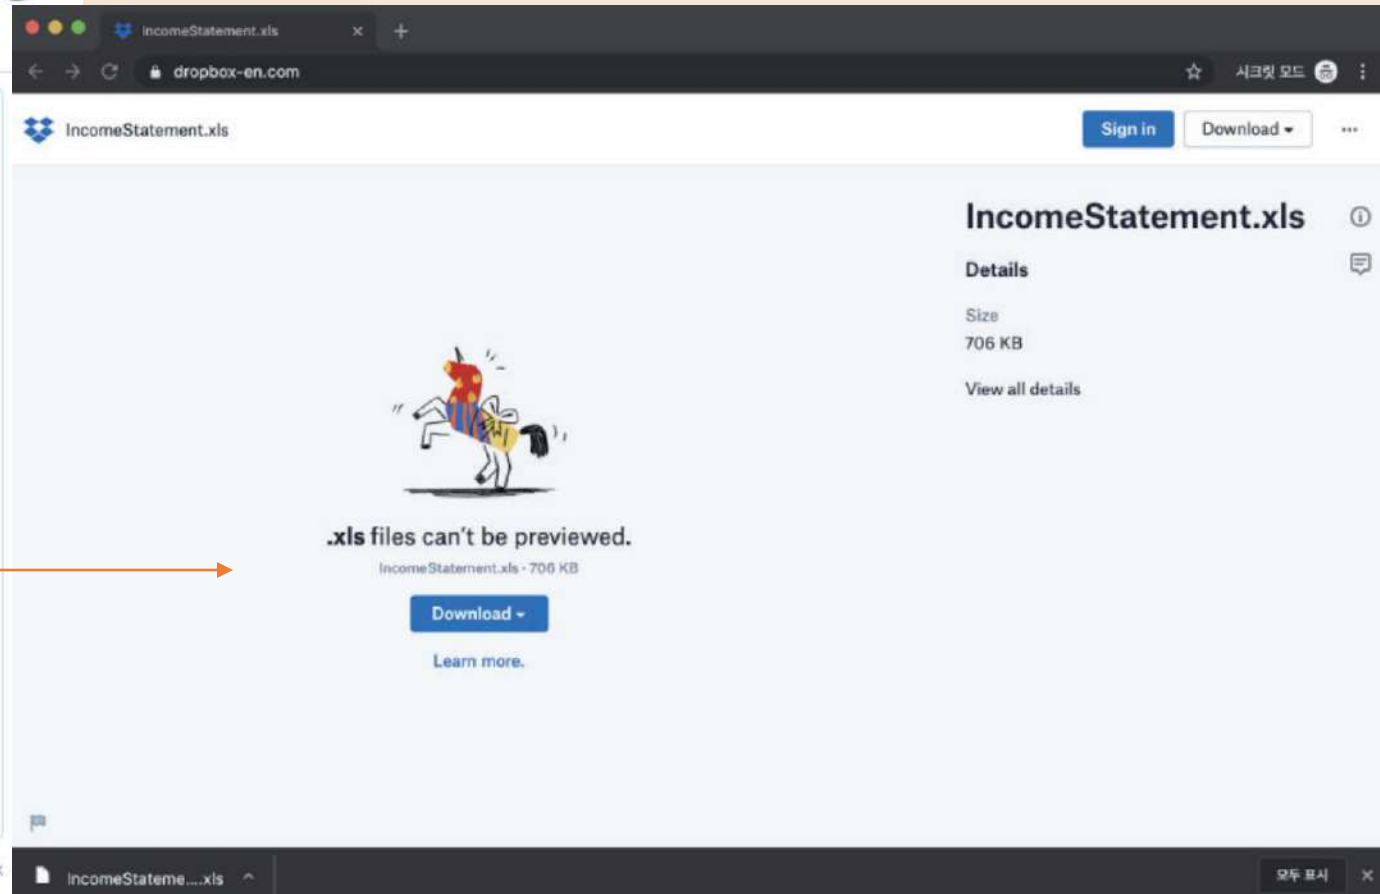 IncomeStatement.xls
dropbox-en.com
시크릿 모드
IncomeStatement.xls
Sign in
Download
IncomeStatement.xls
Details
Size
706 KB
View all details
.xls files can't be previewed.
IncomeStatement.xls · 706 KB
Download
Learn more.
IncomeStateme....xls
모두 표시